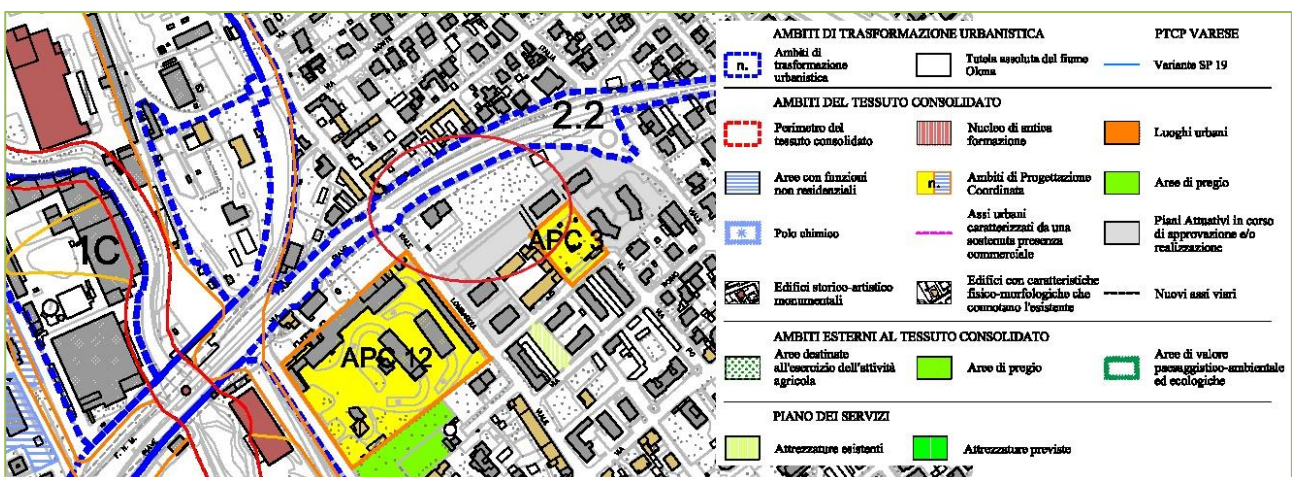 2.2
1C
APC 3
APC 12
VIALE
LOMBARDIA
VIA
F. N. M.
AMBITI DI TRASFORMAZIONE URBANISTICA
PTCP VARESE
n.
Ambiti di
trasformazione
urbanistica
Tutela assoluta del fiume
Olona
Variante SP 19
AMBITI DEL TESSUTO CONSOLIDATO
Perimetro del
tessuto consolidato
Nucleo di antica
formazione
Luoghi urbani
Aree con funzioni
non residenziali
n.
Ambiti di Progettazione
Coordinata
Aree di pregio
Polo chimico
Assi urbani
caratterizzati da una
sostenuta presenza
commerciale
Piani Attuativi in corso
di approvazione e/o
realizzazione
Edifici storico-artistico
monumentali
Edifici con caratteristiche
fisico-morfologiche che
connotano l'esistente
Nuovi assi viari
AMBITI ESTERNI AL TESSUTO CONSOLIDATO
Aree destinate
all'esercizio dell'attività
agricola
Aree di pregio
Aree di valore
paesaggistico-ambientale
ed ecologiche
PIANO DEI SERVIZI
Attrezzature esistenti
Attrezzature previste